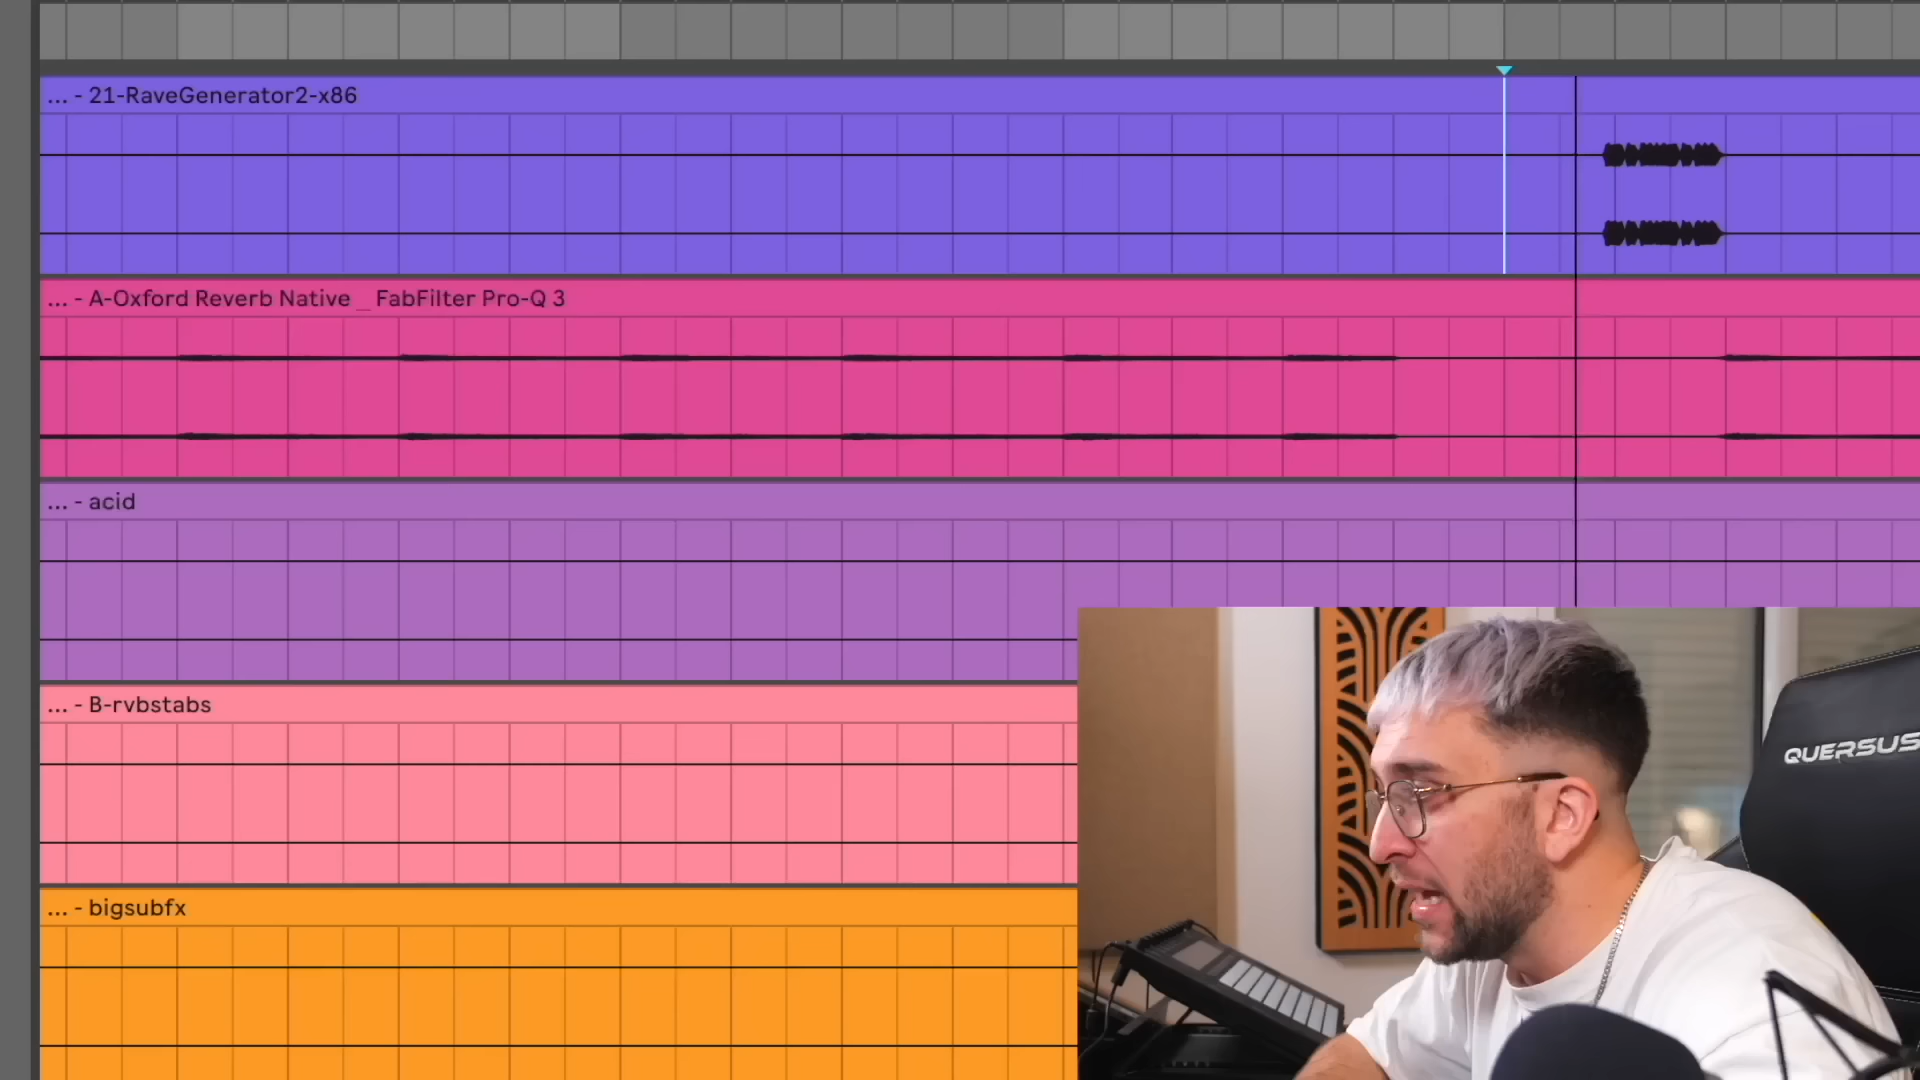 ... - 21-RaveGenerator2-x86
... - A-Oxford Reverb Native _ FabFilter Pro-Q 3
... - acid
... - B-rvbstabs
QUERSUS
... - bigsubfx